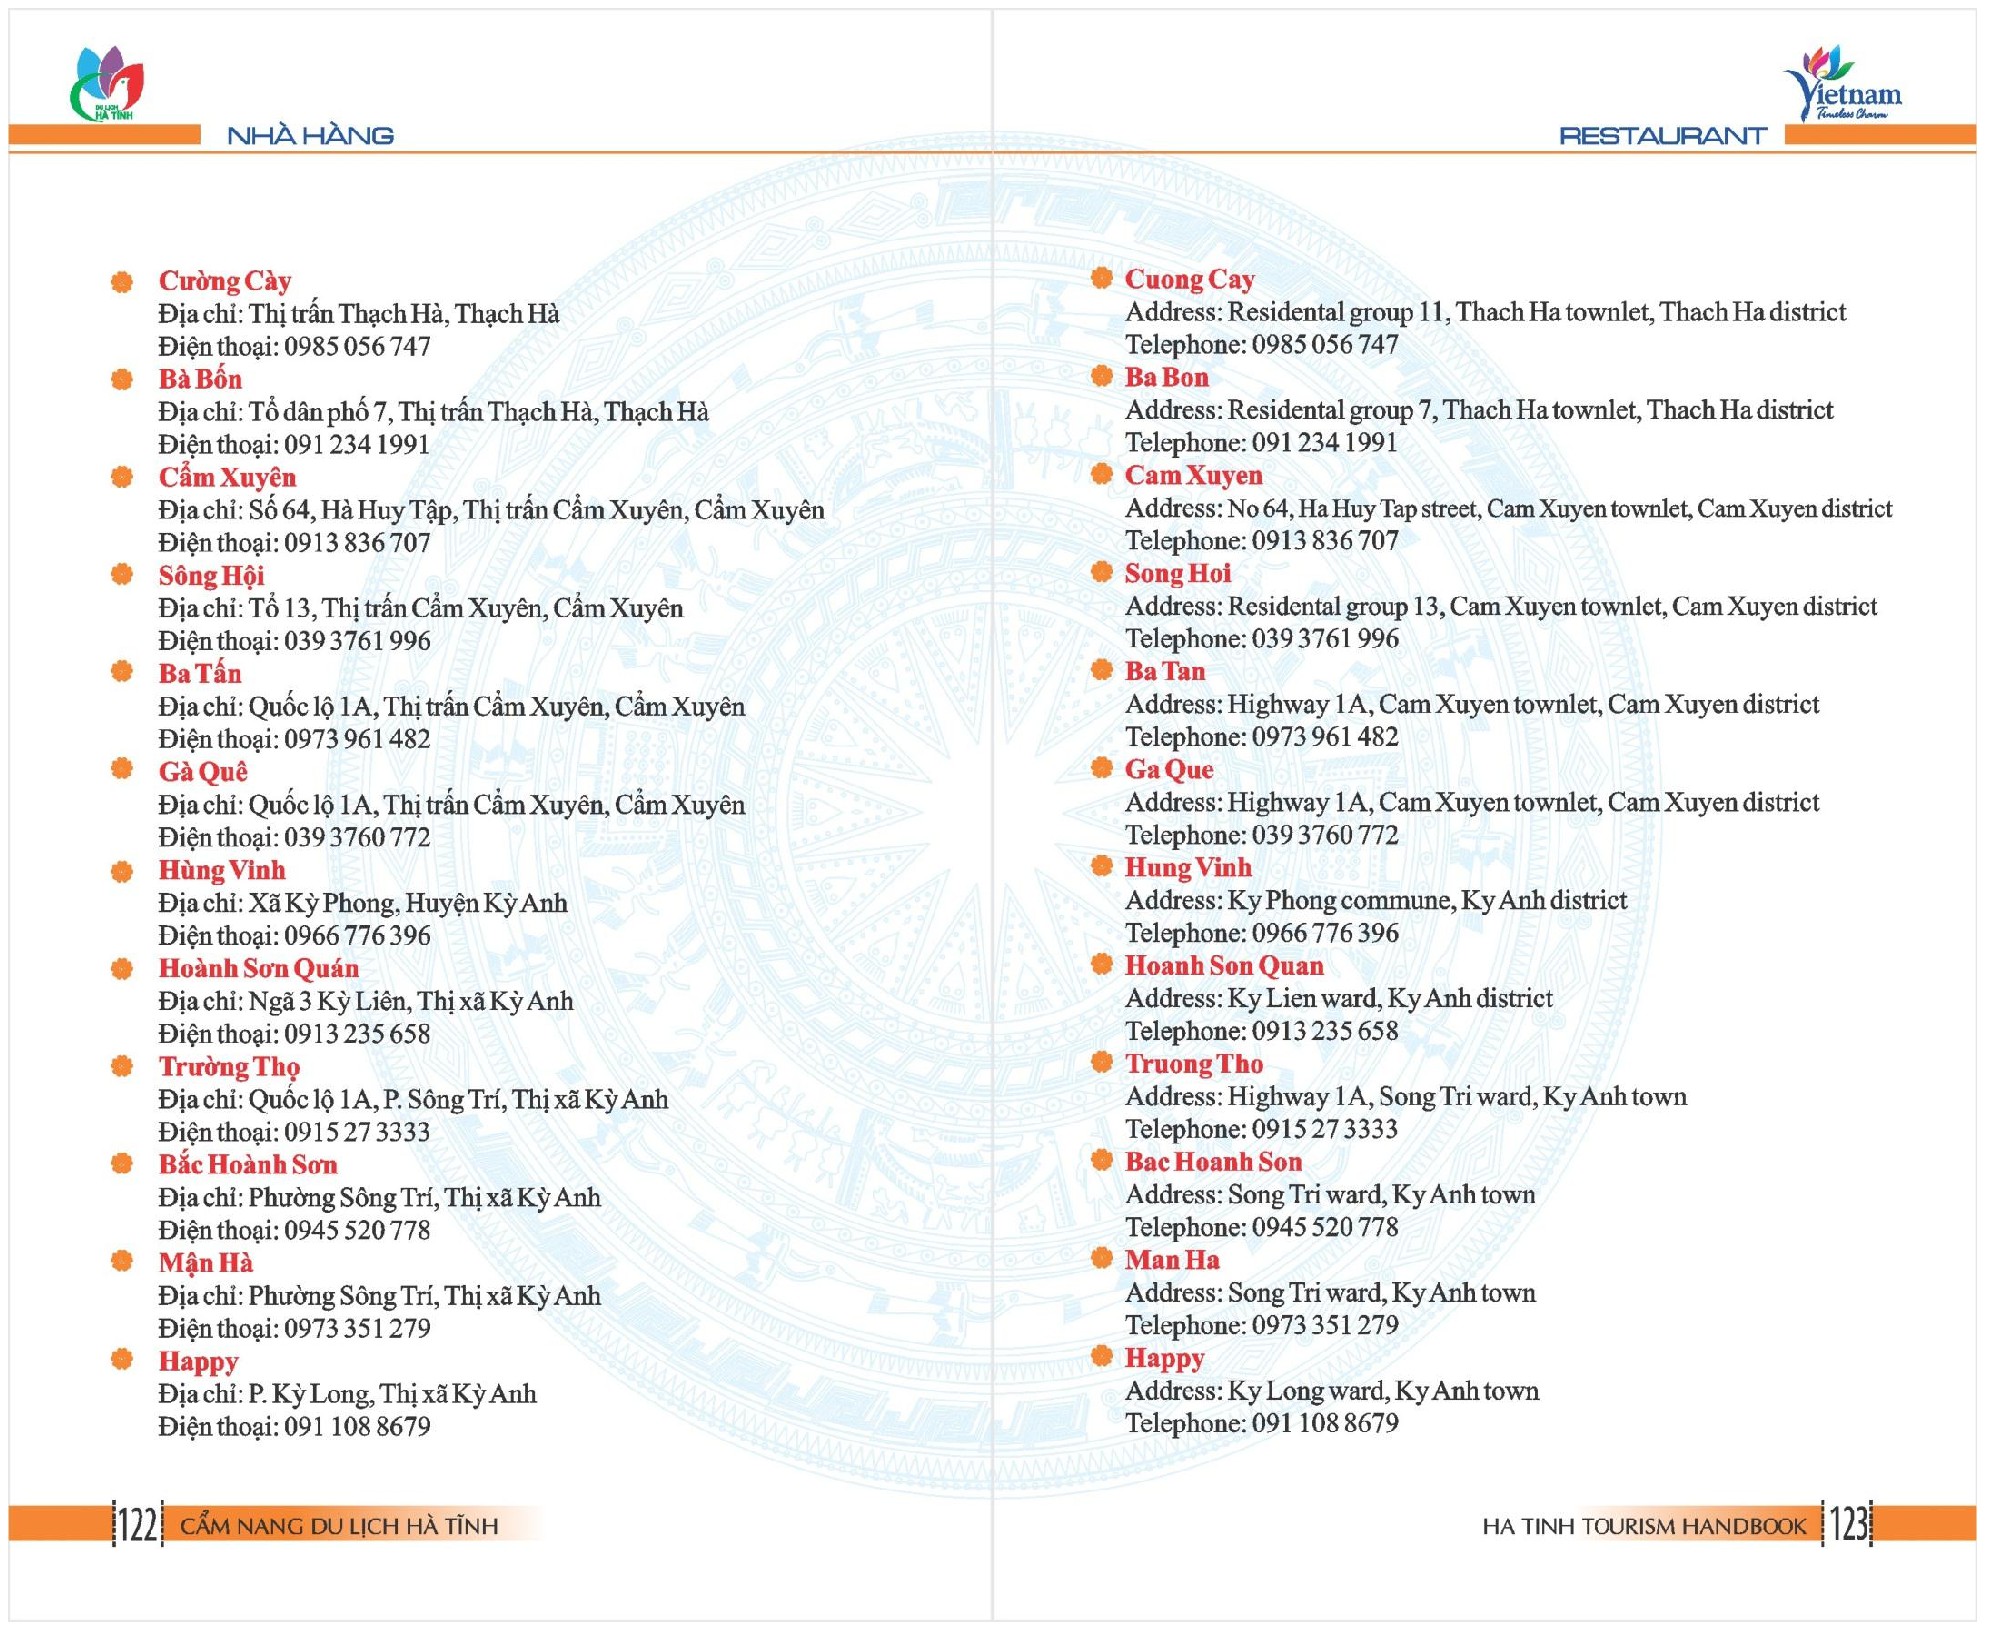 DU LỊCH
HÀ TĨNH
NHÀ HÀNG
Cường Cày
Địa chỉ: Thị trấn Thạch Hà, Thạch Hà
Điện thoại: 0985 056 747
Bà Bốn
Địa chỉ: Tổ dân phố 7, Thị trấn Thạch Hà, Thạch Hà
Điện thoại: 091 234 1991
Cẩm Xuyên
Địa chỉ: Số 64, Hà Huy Tập, Thị trấn Cẩm Xuyên, Cẩm Xuyên
Điện thoại: 0913 836 707
Sông Hội
Địa chỉ: Tổ 13, Thị trấn Cẩm Xuyên, Cẩm Xuyên
Điện thoại: 039 3761 996
Ba Tấn
Địa chỉ: Quốc lộ 1A, Thị trấn Cẩm Xuyên, Cẩm Xuyên
Điện thoại: 0973 961 482
Gà Quê
Địa chỉ: Quốc lộ 1A, Thị trấn Cẩm Xuyên, Cẩm Xuyên
Điện thoại: 039 3760 772
Hùng Vinh
Địa chỉ: Xã Kỳ Phong, Huyện Kỳ Anh
Điện thoại: 0966 776 396
Hoành Sơn Quán
Địa chỉ: Ngã 3 Kỳ Liên, Thị xã Kỳ Anh
Điện thoại: 0913 235 658
Trường Thọ
Địa chỉ: Quốc lộ 1A, P. Sông Trí, Thị xã Kỳ Anh
Điện thoại: 0915 27 3333
Bắc Hoành Sơn
Địa chỉ: Phường Sông Trí, Thị xã Kỳ Anh
Điện thoại: 0945 520 778
Mận Hà
Địa chỉ: Phường Sông Trí, Thị xã Kỳ Anh
Điện thoại: 0973 351 279
Happy
Địa chỉ: P. Kỳ Long, Thị xã Kỳ Anh
Điện thoại: 091 108 8679
122 CẨM NANG DU LỊCH HÀ TĨNH
Vietnam
Timeless Charm
RESTAURANT
Cuong Cay
Address: Residental group 11, Thach Ha townlet, Thach Ha district
Telephone: 0985 056 747
Ba Bon
Address: Residental group 7, Thach Ha townlet, Thach Ha district
Telephone: 091 234 1991
Cam Xuyen
Address: No 64, Ha Huy Tap street, Cam Xuyen townlet, Cam Xuyen district
Telephone: 0913 836 707
Song Hoi
Address: Residental group 13, Cam Xuyen townlet, Cam Xuyen district
Telephone: 039 3761 996
Ba Tan
Address: Highway 1A, Cam Xuyen townlet, Cam Xuyen district
Telephone: 0973 961 482
Ga Que
Address: Highway 1A, Cam Xuyen townlet, Cam Xuyen district
Telephone: 039 3760 772
Hung Vinh
Address: Ky Phong commune, Ky Anh district
Telephone: 0966 776 396
Hoanh Son Quan
Address: Ky Lien ward, Ky Anh district
Telephone: 0913 235 658
Truong Tho
Address: Highway 1A, Song Tri ward, Ky Anh town
Telephone: 0915 27 3333
Bac Hoanh Son
Address: Song Tri ward, Ky Anh town
Telephone: 0945 520 778
Man Ha
Address: Song Tri ward, Ky Anh town
Telephone: 0973 351 279
Happy
Address: Ky Long ward, Ky Anh town
Telephone: 091 108 8679
HA TINH TOURISM HANDBOOK 123